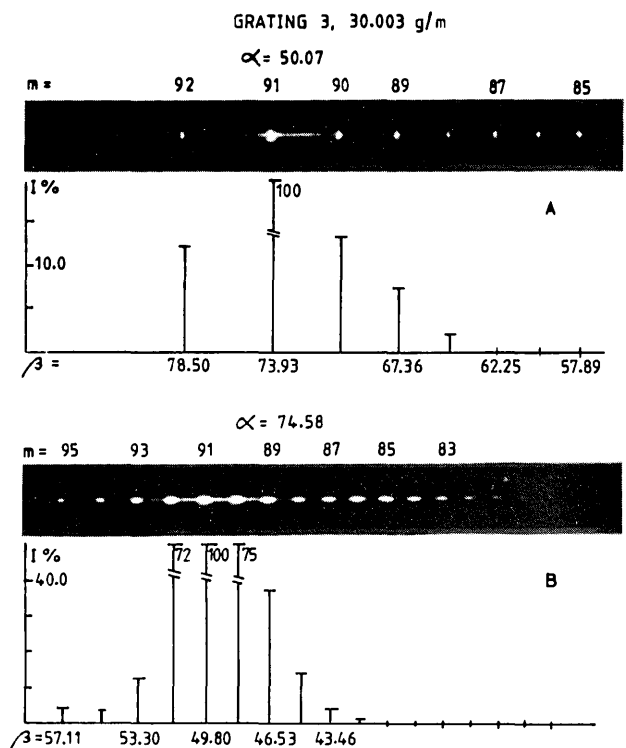 GRATING 3, 30.003 g/m
∝= 50.07
m= 92 91 90 89 87 85
I%
100
A
10.0
β = 78.50 73.93 67.36 62.25 57.89
∝= 74.58
m= 95 93 91 89 87 85 83
I%
72 100 75
40.0
B
β=57.11 53.30 49.80 46.53 43.46